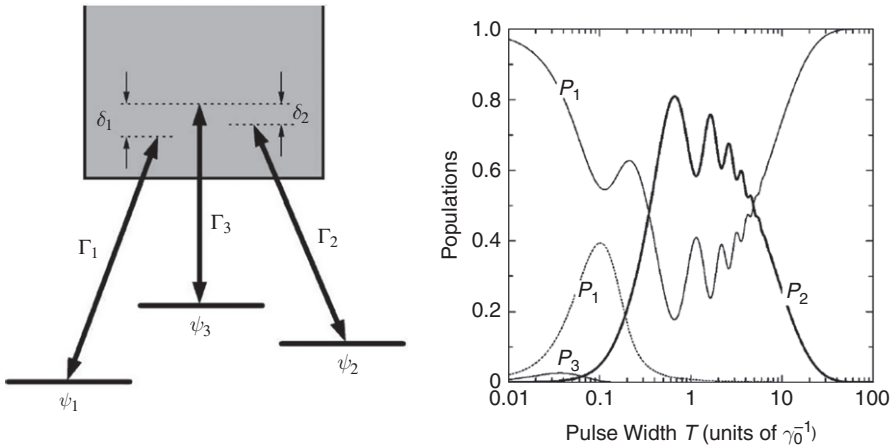 δ₁
δ₂
Γ₁
Γ₃
Γ₂
ψ₃
ψ₂
ψ₁
Populations
1.0
0.8
0.6
0.4
0.2
0
P₁
P₁
P₂
P₃
0.01
0.1
1
10
100
Pulse Width T (units of γ₀⁻¹)